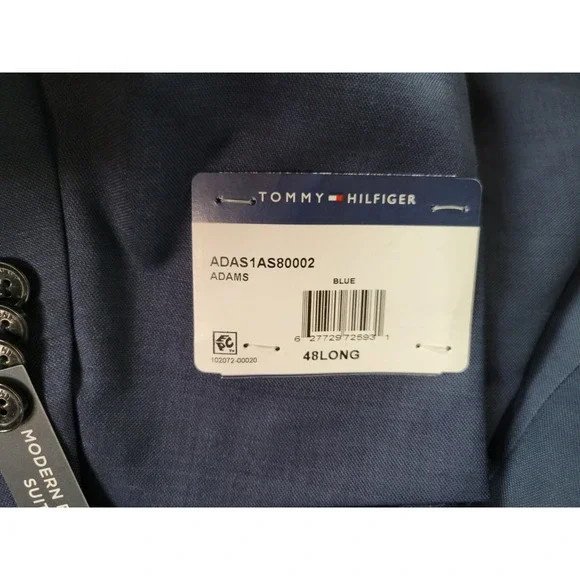 TOMMY HILFIGER
ADAS1AS80002
ADAMS
BLUE
6 27729 72593 1
102072-00020
48LONG
MODERN
SUIT